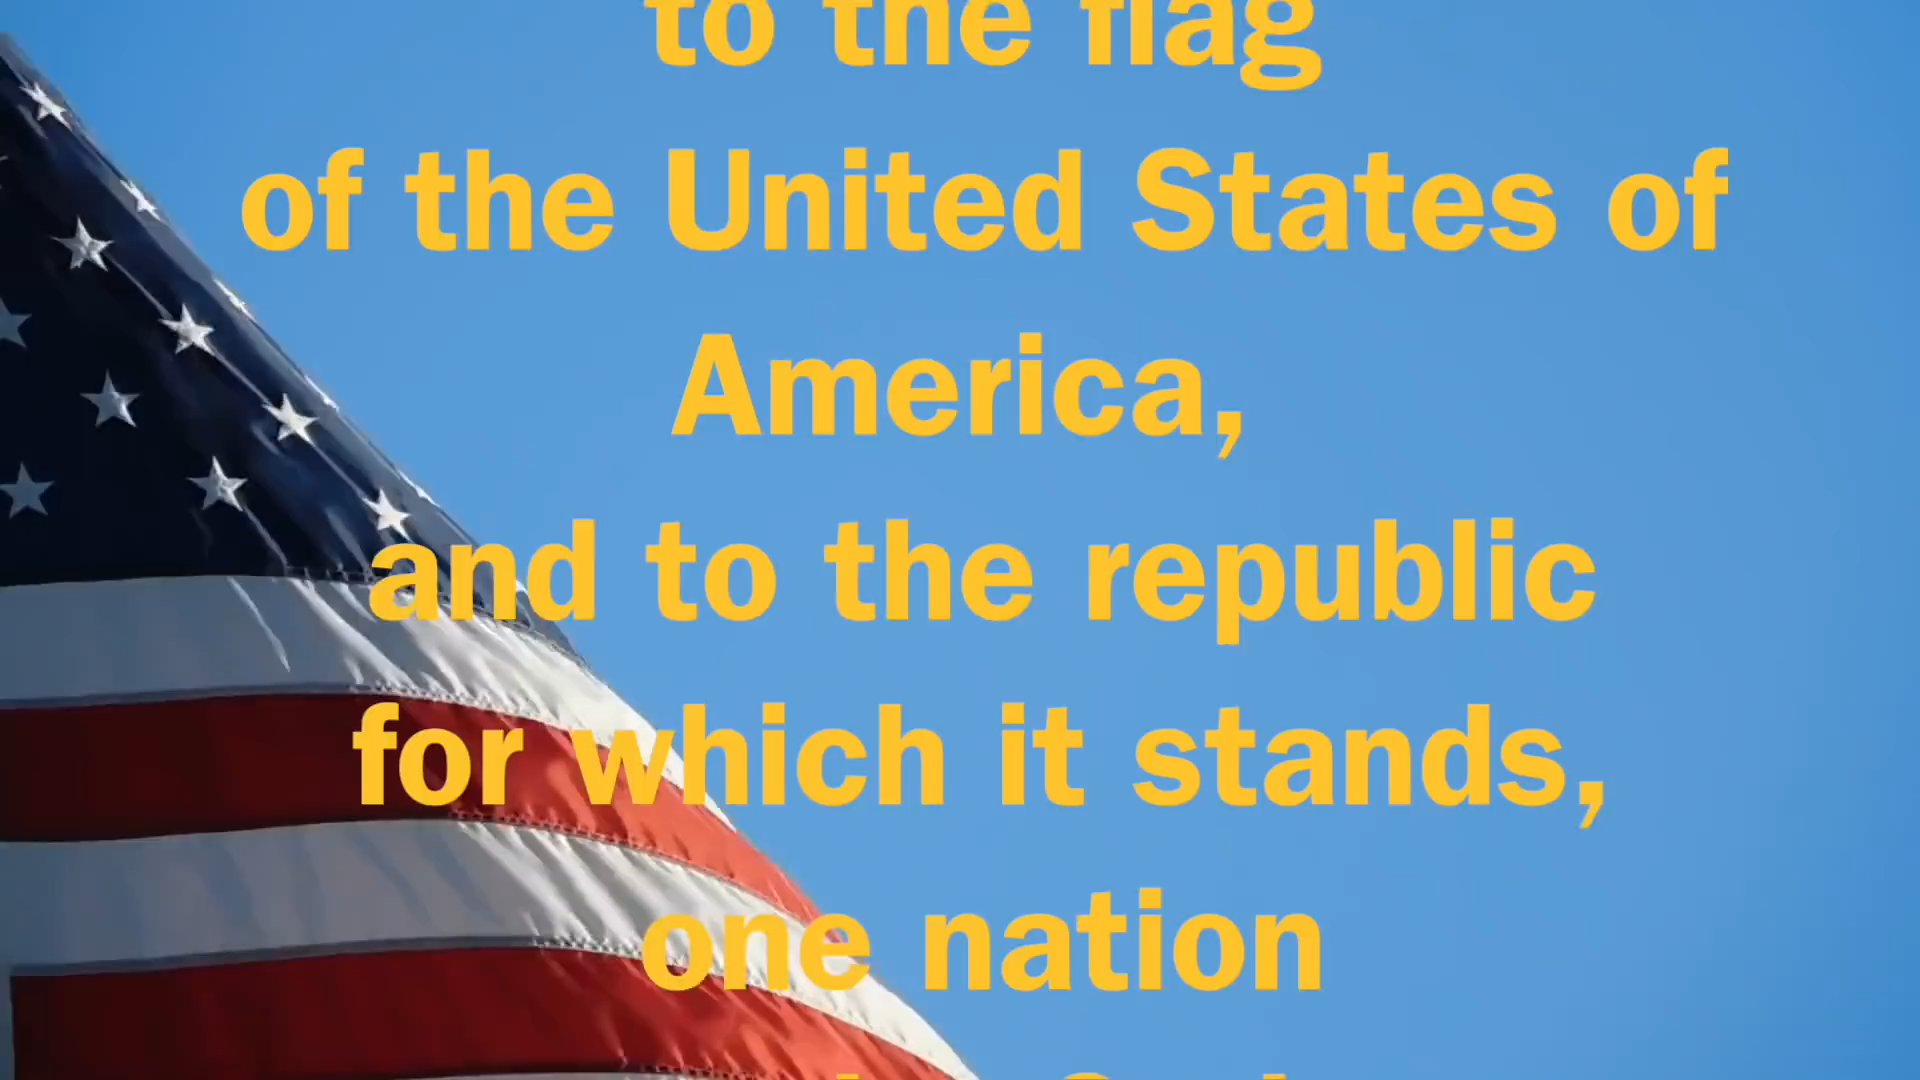 to the flag
of the United States of
America,
and to the republic
for which it stands,
one nation